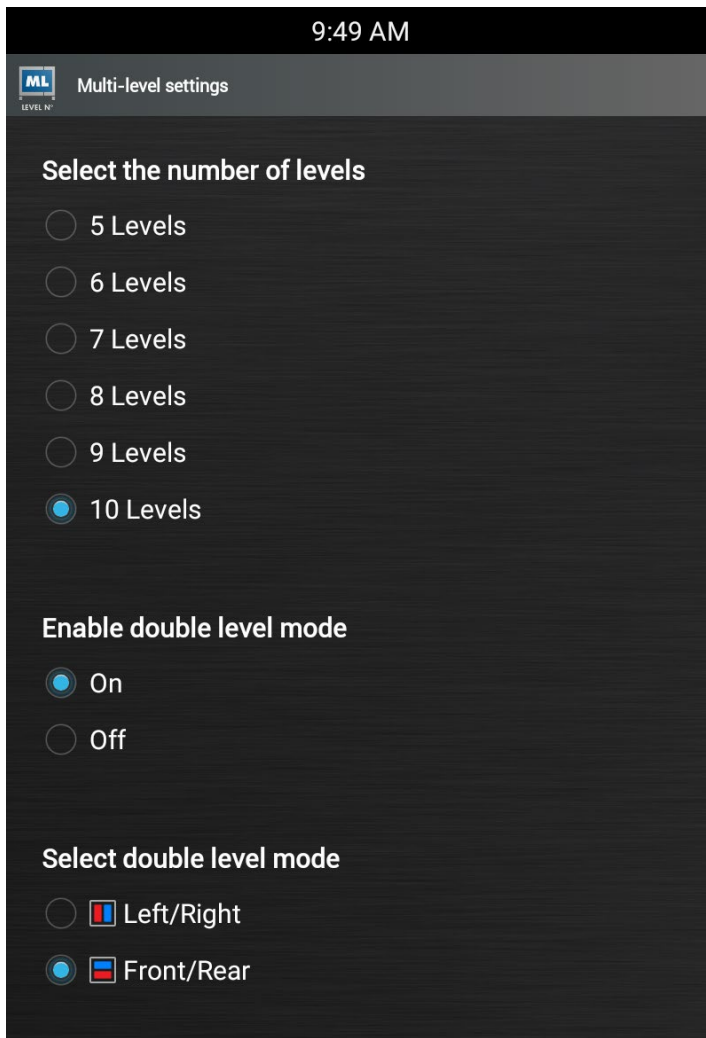 9:49 AM
ML
LEVEL N°
Multi-level settings
Select the number of levels
5 Levels
6 Levels
7 Levels
8 Levels
9 Levels
10 Levels
Enable double level mode
On
Off
Select double level mode
Left/Right
Front/Rear